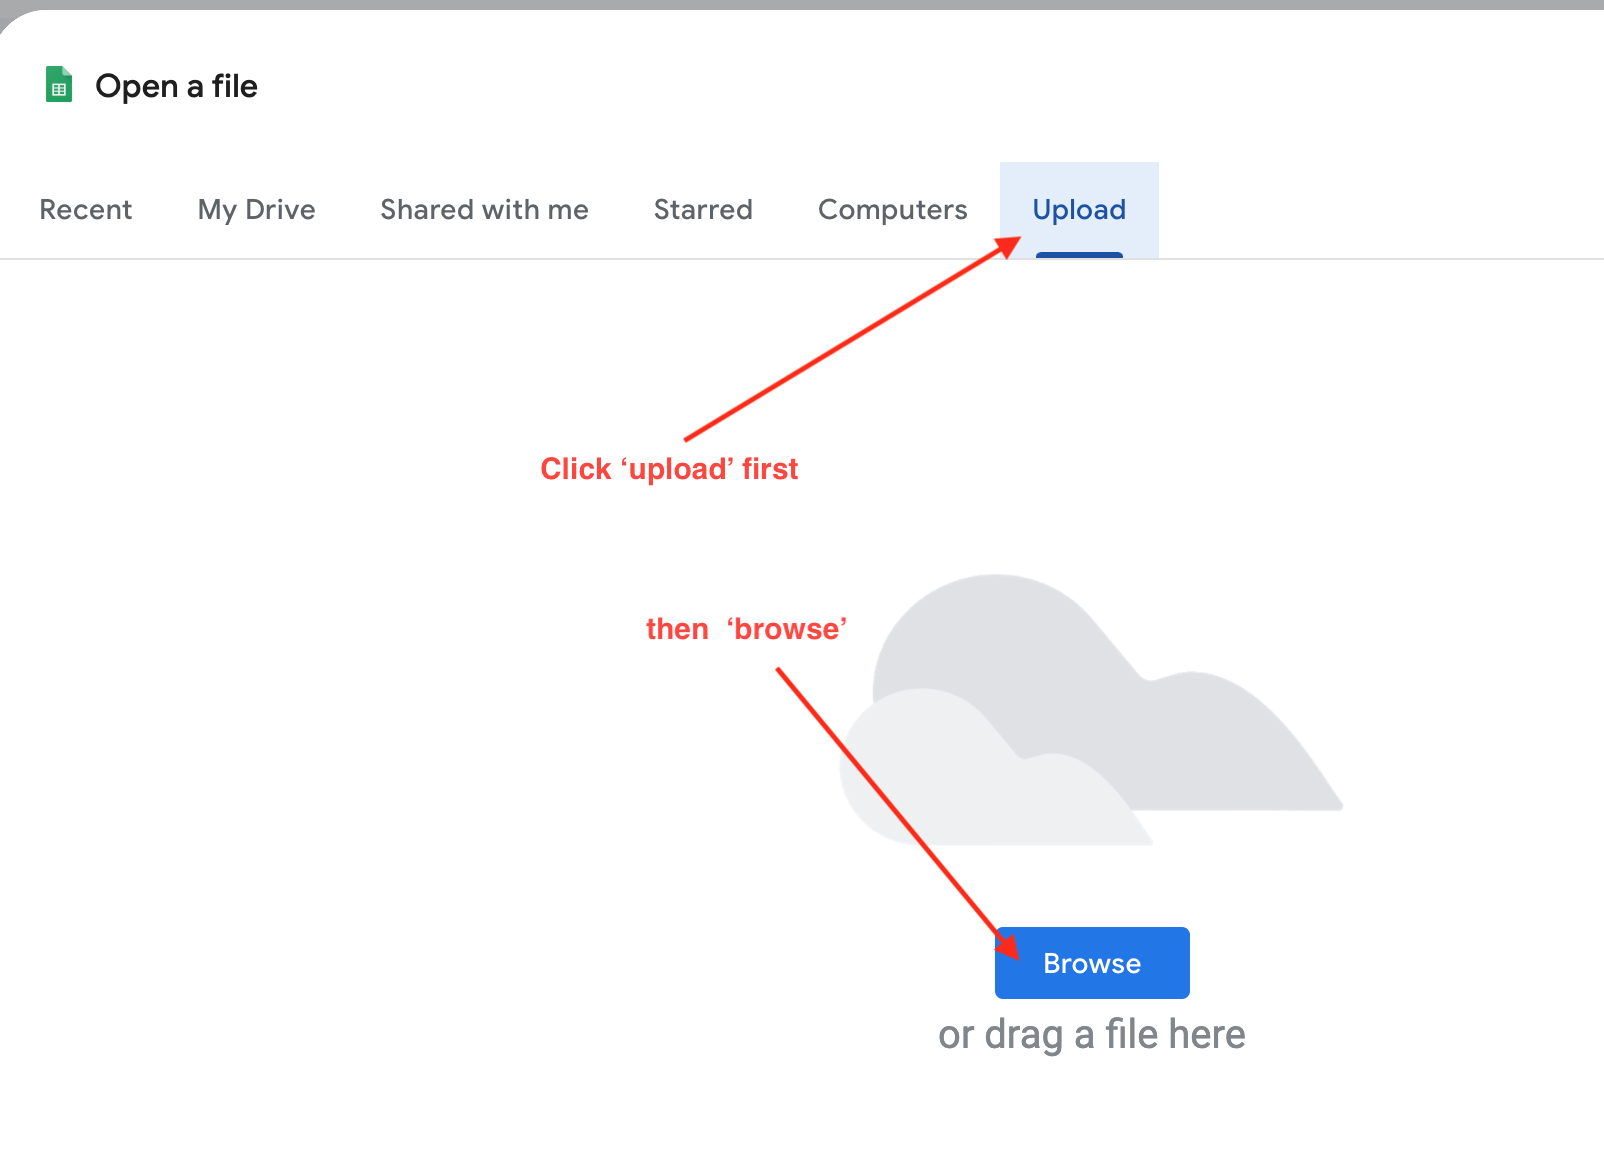 Open a file
Recent My Drive Shared with me Starred Computers Upload
Click ‘upload’ first
then ‘browse’
Browse
or drag a file here